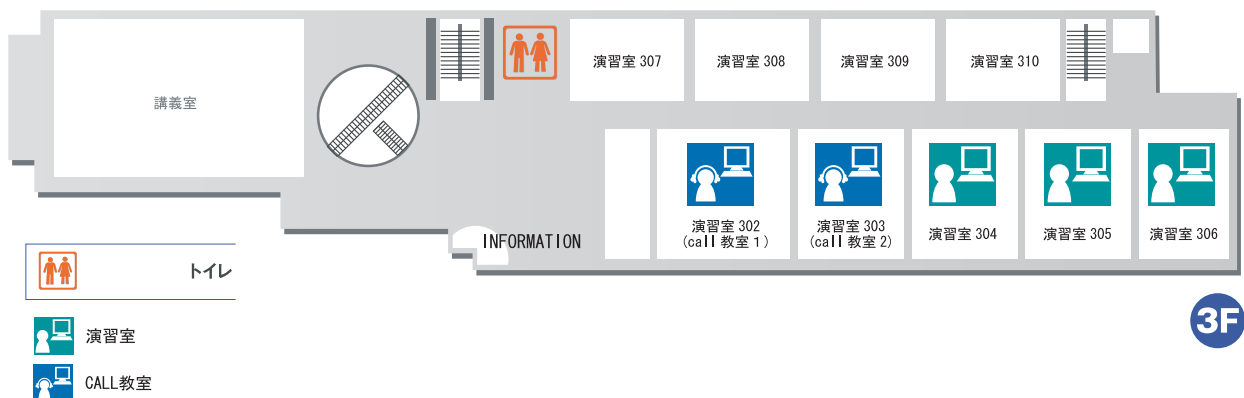 講義室
演習室 307
演習室 308
演習室 309
演習室 310
演習室 302
(call 教室 1 )
演習室 303
(call 教室 2)
演習室 304
演習室 305
演習室 306
INFORMATION
トイレ
演習室
CALL教室
3F